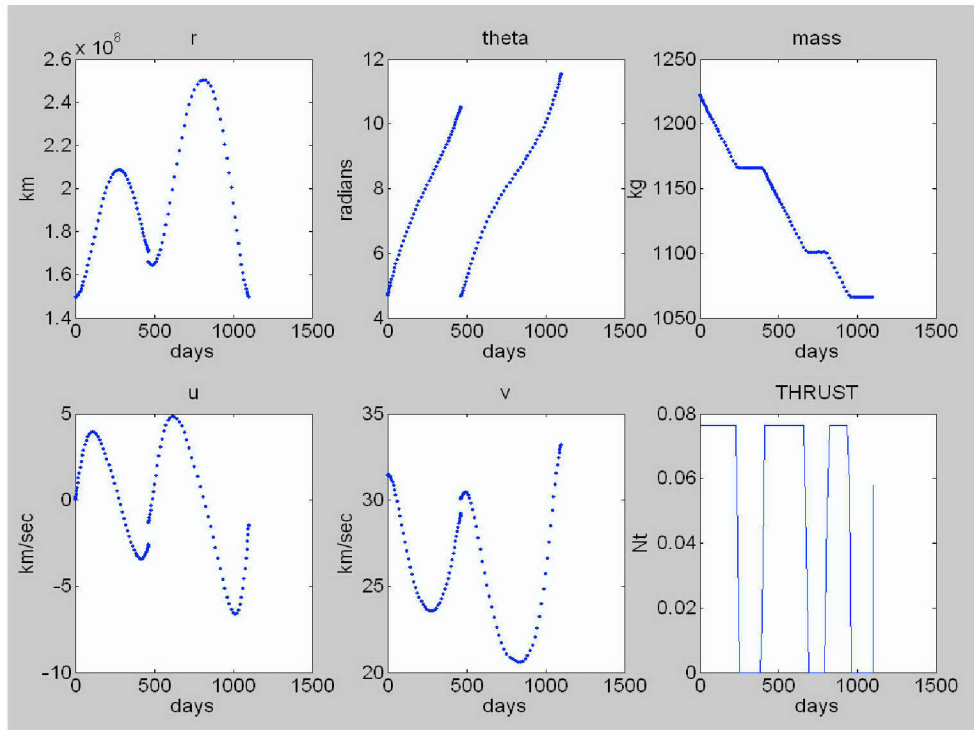 r
× 10⁸
2.6
2.4
2.2
2
1.8
1.6
1.4
km
0 500 1000 1500
days
theta
12
10
8
6
4
radians
0 500 1000 1500
days
mass
1250
1200
1150
1100
1050
kg
0 500 1000 1500
days
u
5
0
−5
−10
km/sec
0 500 1000 1500
days
v
35
30
25
20
km/sec
0 500 1000 1500
days
THRUST
0.08
0.06
0.04
0.02
0
Nt
0 500 1000 1500
days